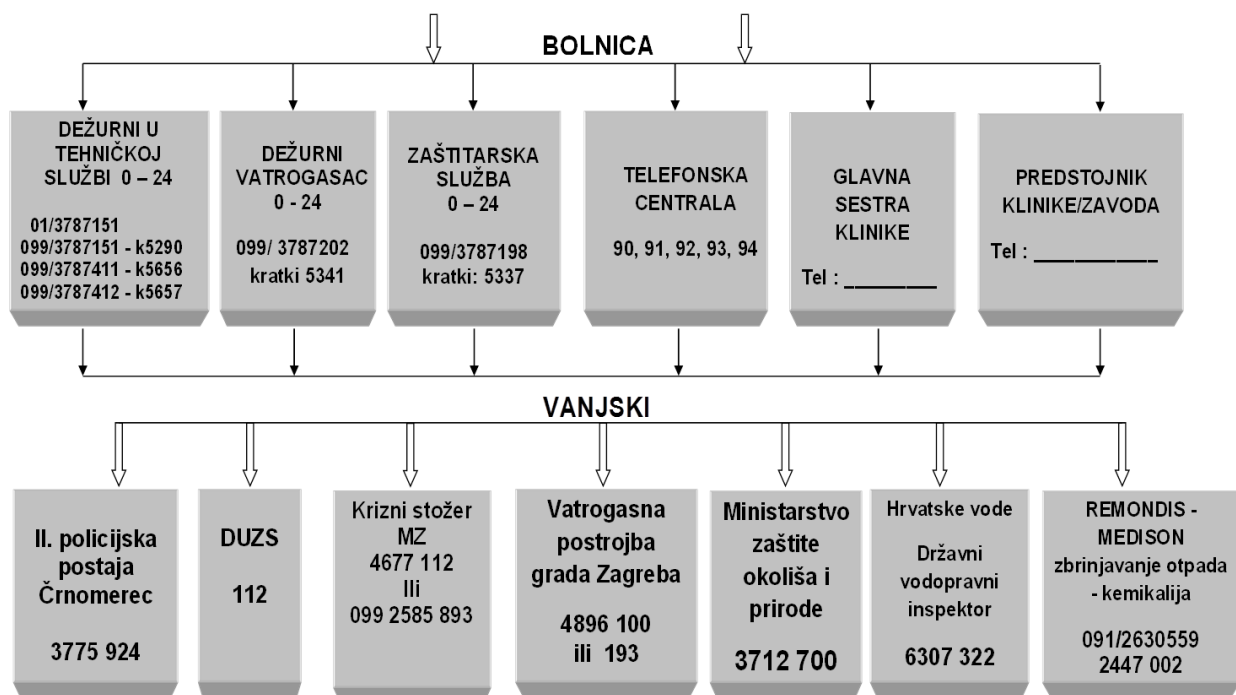 BOLNICA
DEŽURNI U
TEHNIČKOJ
SLUŽBI 0 – 24
01/3787151
099/3787151 - k5290
099/3787411 - k5656
099/3787412 - k5657
DEŽURNI
VATROGASAC
0 - 24
099/ 3787202
kratki 5341
ZAŠTITARSKA
SLUŽBA
0 – 24
099/3787198
kratki: 5337
TELEFONSKA
CENTRALA
90, 91, 92, 93, 94
GLAVNA
SESTRA
KLINIKE
Tel : _________
PREDSTOJNIK
KLINIKE/ZAVODA
Tel : ____________
VANJSKI
II. policijska
postaja
Črnomerec
3775 924
DUZS
112
Krizni stožer
MZ
4677 112
Ili
099 2585 893
Vatrogasna
postrojba
grada Zagreba
4896 100
ili 193
Ministarstvo
zaštite
okoliša i
prirode
3712 700
Hrvatske vode
Državni
vodopravni
inspektor
6307 322
REMONDIS -
MEDISON
zbrinjavanje otpada
- kemikalija
091/2630559
2447 002